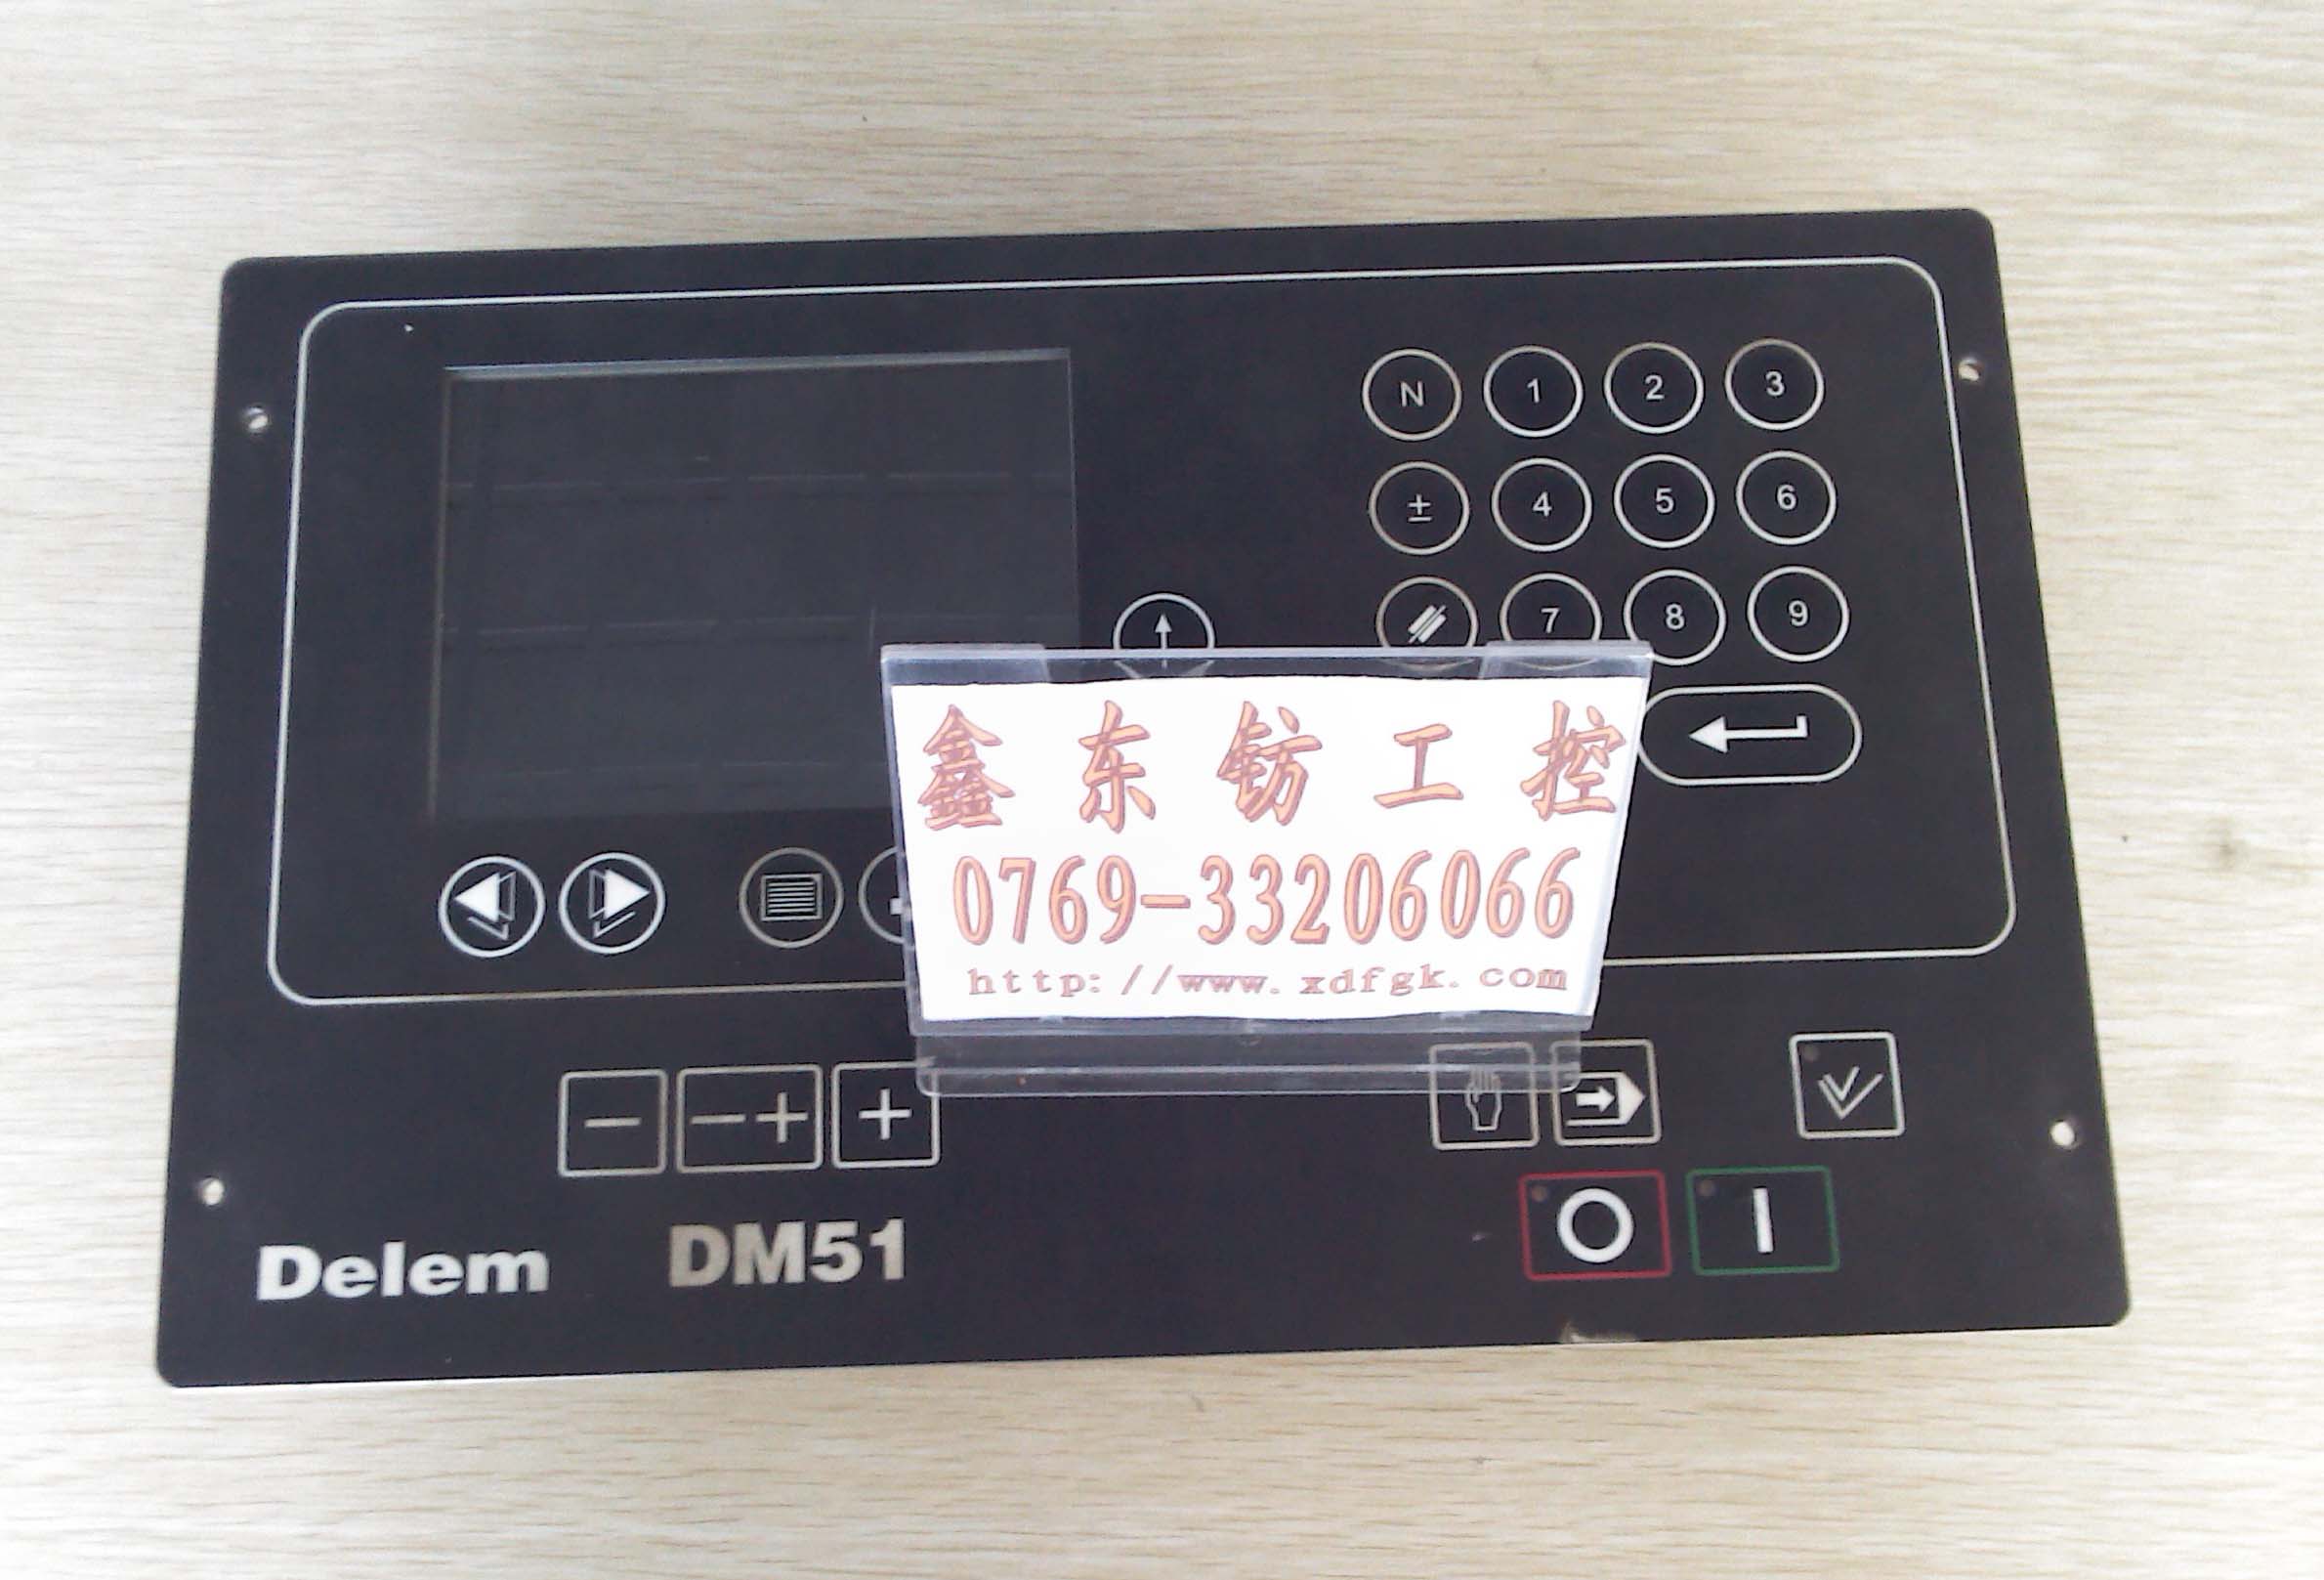 N 1 2 3
± 4 5 6
7 8 9
鑫东钫工控
0769-33206066
http://www.xdfgk.com
− −+ +
Delem DM51